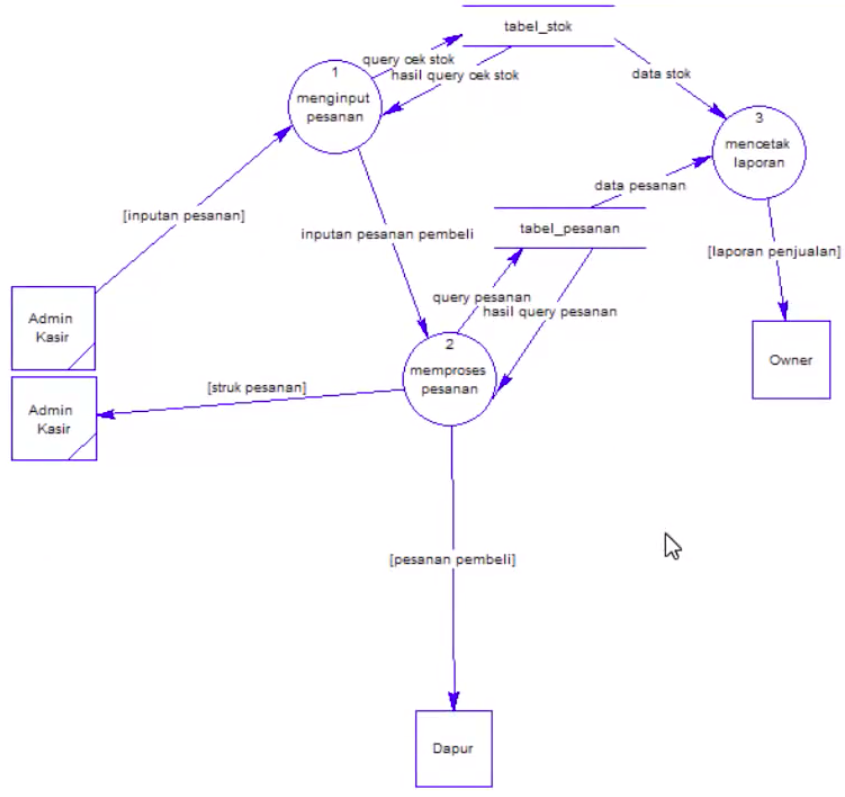 tabel_stok
query cek stok
hasil query cek stok
data stok
1
menginput
pesanan
3
mencetak
laporan
[inputan pesanan]
data pesanan
inputan pesanan pembeli
tabel_pesanan
[laporan penjualan]
query pesanan
hasil query pesanan
Admin
Kasir
2
memproses
pesanan
Owner
[struk pesanan]
Admin
Kasir
[pesanan pembeli]
Dapur